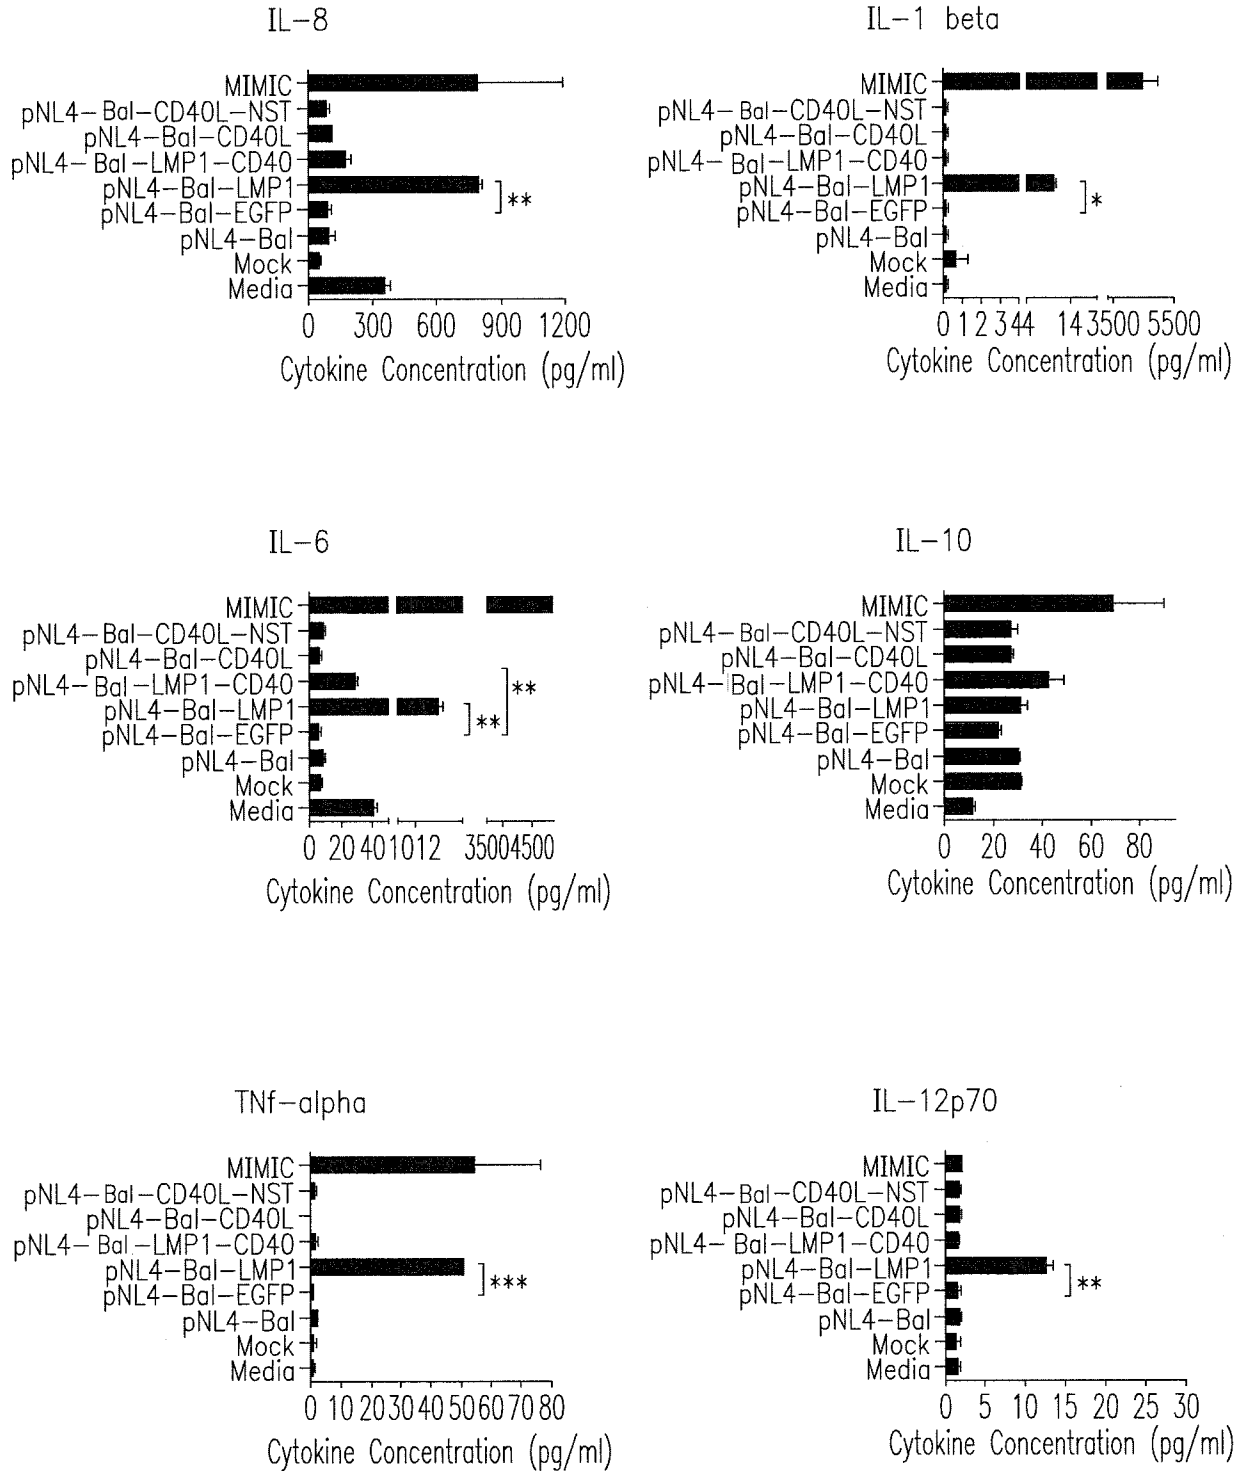 IL-8
MIMIC
pNL4-Bal-CD40L-NST
pNL4-Bal-CD40L
pNL4-Bal-LMP1-CD40
pNL4-Bal-LMP1
**
pNL4-Bal-EGFP
pNL4-Bal
Mock
Media
0 300 600 900 1200
Cytokine Concentration (pg/ml)
IL-1 beta
MIMIC
pNL4-Bal-CD40L-NST
pNL4-Bal-CD40L
pNL4-Bal-LMP1-CD40
pNL4-Bal-LMP1
*
pNL4-Bal-EGFP
pNL4-Bal
Mock
Media
0 1 2 3 4 4 14 3500 5500
Cytokine Concentration (pg/ml)
IL-6
MIMIC
pNL4-Bal-CD40L-NST
pNL4-Bal-CD40L
pNL4-Bal-LMP1-CD40
**
pNL4-Bal-LMP1
**
pNL4-Bal-EGFP
pNL4-Bal
Mock
Media
0 20 40 1012 3500 4500
Cytokine Concentration (pg/ml)
IL-10
MIMIC
pNL4-Bal-CD40L-NST
pNL4-Bal-CD40L
pNL4-Bal-LMP1-CD40
pNL4-Bal-LMP1
pNL4-Bal-EGFP
pNL4-Bal
Mock
Media
0 20 40 60 80
Cytokine Concentration (pg/ml)
TNf-alpha
MIMIC
pNL4-Bal-CD40L-NST
pNL4-Bal-CD40L
pNL4-Bal-LMP1-CD40
pNL4-Bal-LMP1
***
pNL4-Bal-EGFP
pNL4-Bal
Mock
Media
0 10 20 30 40 50 60 70 80
Cytokine Concentration (pg/ml)
IL-12p70
MIMIC
pNL4-Bal-CD40L-NST
pNL4-Bal-CD40L
pNL4-Bal-LMP1-CD40
pNL4-Bal-LMP1
**
pNL4-Bal-EGFP
pNL4-Bal
Mock
Media
0 5 10 15 20 25 30
Cytokine Concentration (pg/ml)